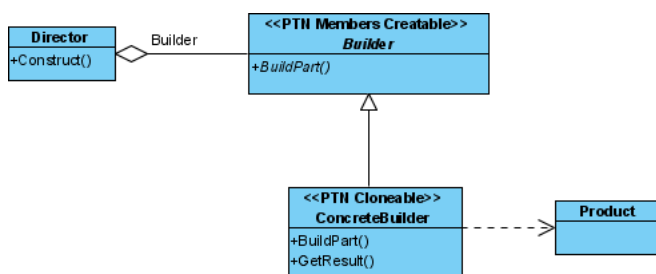 Director
+Construct()
Builder
<<PTN Members Creatable>>
Builder
+BuildPart()
<<PTN Cloneable>>
ConcreteBuilder
+BuildPart()
+GetResult()
Product